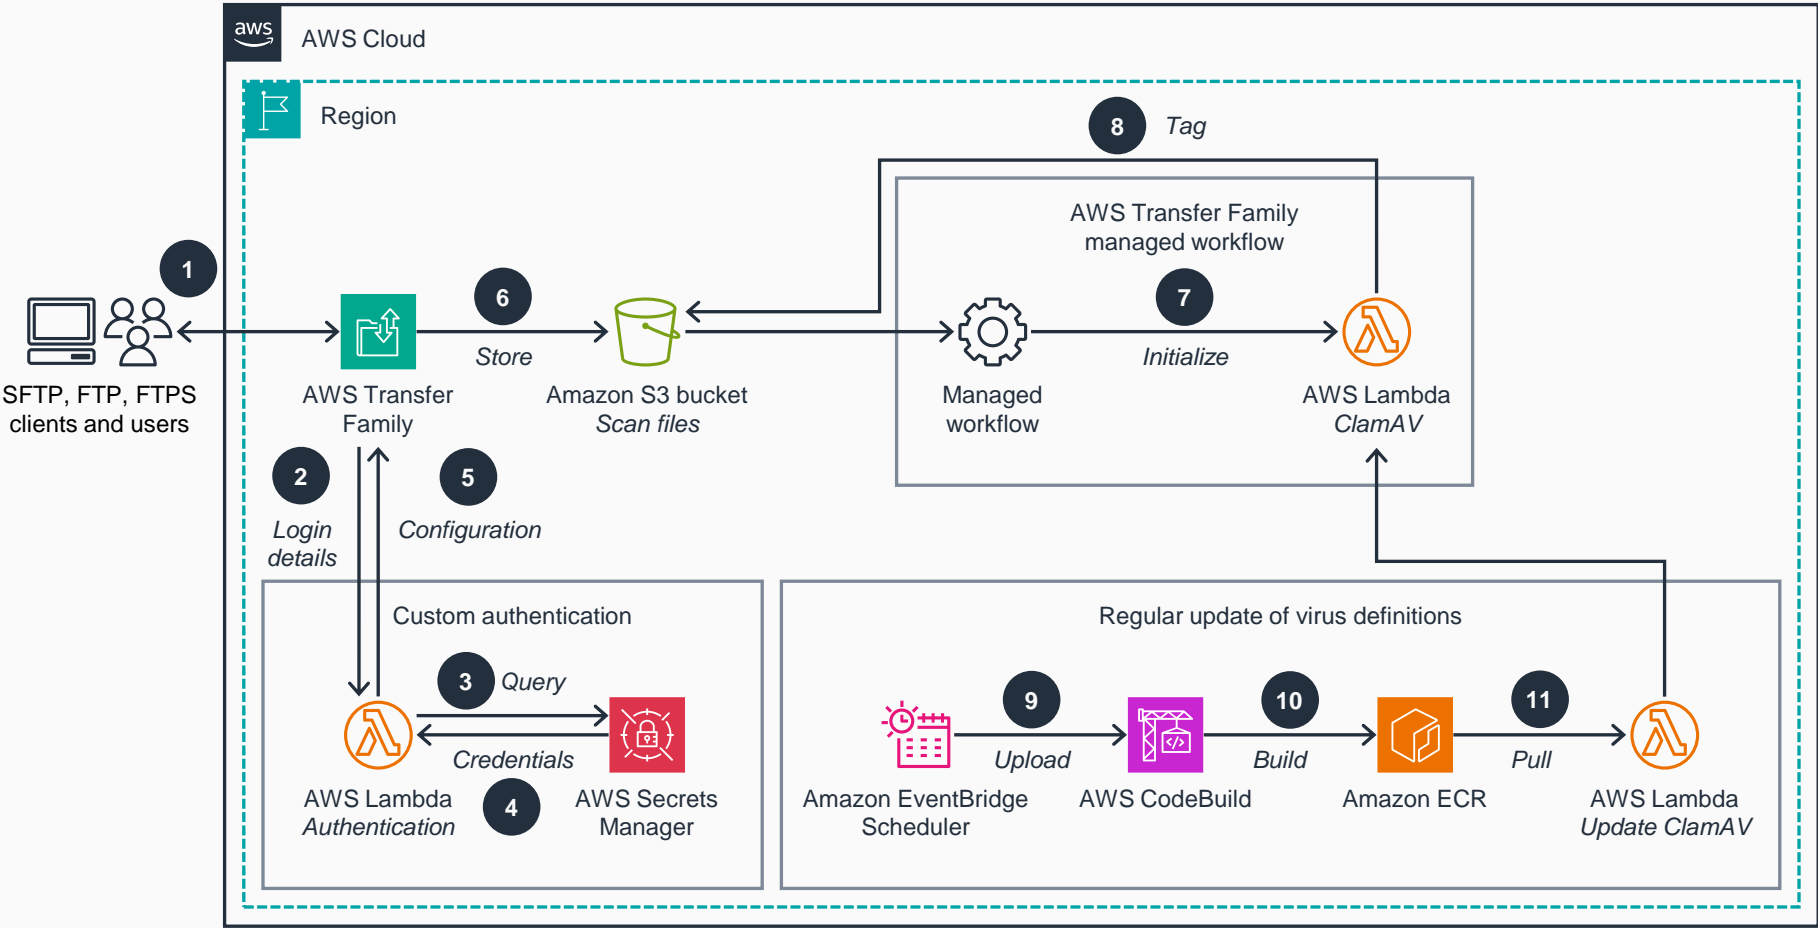 aws
AWS Cloud
Region
8
Tag
AWS Transfer Family
managed workflow
1
6
7
Store
Initialize
SFTP, FTP, FTPS
clients and users
AWS Transfer
Family
Amazon S3 bucket
Scan files
Managed
workflow
AWS Lambda
ClamAV
2
5
Login
details
Configuration
Custom authentication
3
Query
Credentials
4
AWS Lambda
Authentication
AWS Secrets
Manager
Regular update of virus definitions
9
10
11
Upload
Build
Pull
</>
Amazon EventBridge
Scheduler
AWS CodeBuild
Amazon ECR
AWS Lambda
Update ClamAV